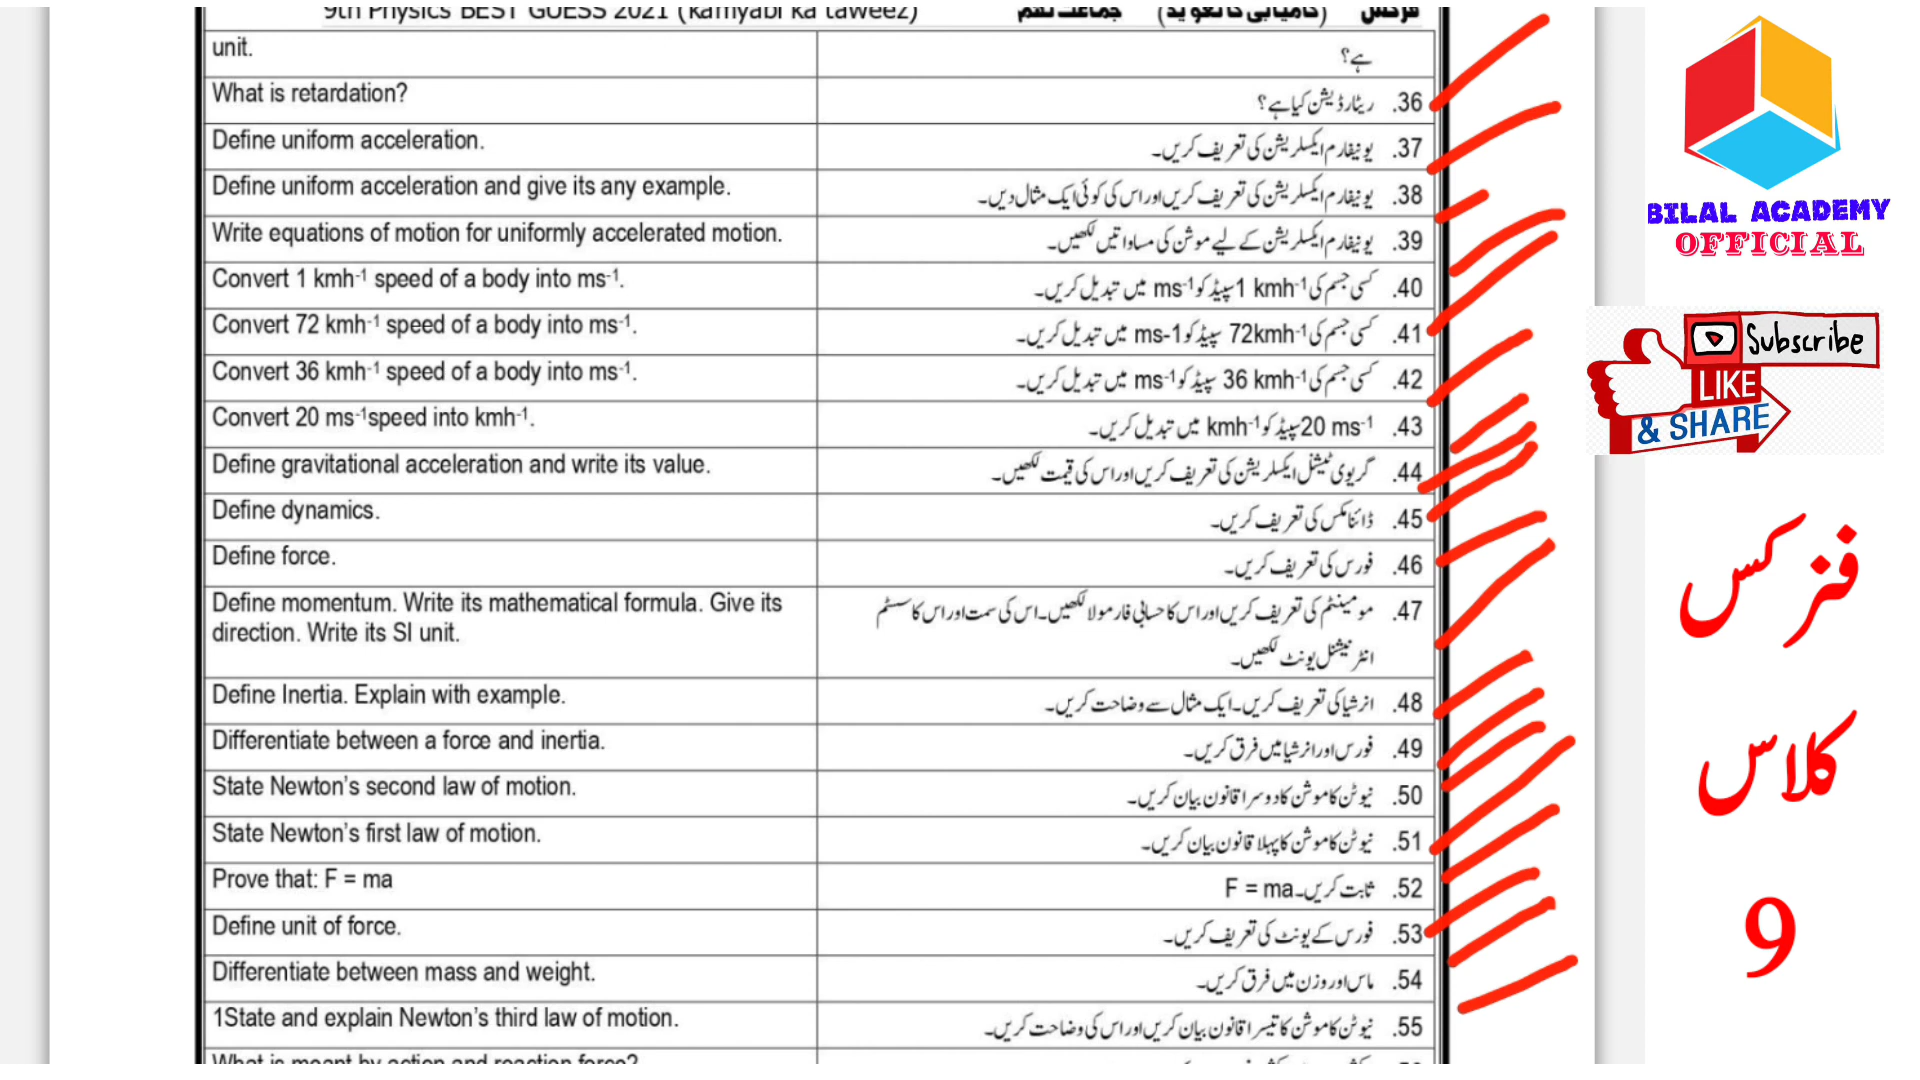 9th Physics BEST GUESS 2021 (kamyabi ka taweez) (کامیابی کا تعویذ) جماعت نہم فزکس
unit. ہے؟
What is retardation? 36. ریٹارڈیشن کیا ہے؟
Define uniform acceleration. 37. یونیفارم ایکسلریشن کی تعریف کریں۔
Define uniform acceleration and give its any example. 38. یونیفارم ایکسلریشن کی تعریف کریں اور اس کی کوئی ایک مثال دیں۔
Write equations of motion for uniformly accelerated motion. 39. یونیفارم ایکسلریشن کے لیے موشن کی مساواتیں لکھیں۔
Convert 1 kmh-1 speed of a body into ms-1. 40. کسی جسم کی 1 kmh-1 سپیڈ کو ms-1 میں تبدیل کریں۔
Convert 72 kmh-1 speed of a body into ms-1. 41. کسی جسم کی 72kmh-1 سپیڈ کو ms-1 میں تبدیل کریں۔
Convert 36 kmh-1 speed of a body into ms-1. 42. کسی جسم کی 36 kmh-1 سپیڈ کو ms-1 میں تبدیل کریں۔
Convert 20 ms-1speed into kmh-1. 43. 20 ms-1 سپیڈ کو kmh-1 میں تبدیل کریں۔
Define gravitational acceleration and write its value. 44. گریوی ٹیشنل ایکسلریشن کی تعریف کریں اور اس کی قیمت لکھیں۔
Define dynamics. 45. ڈائنامکس کی تعریف کریں۔
Define force. 46. فورس کی تعریف کریں۔
Define momentum. Write its mathematical formula. Give its 47. مومینٹم کی تعریف کریں اور اس کا حسابی فارمولا لکھیں۔ اس کی سمت اور اس کا سسٹم
direction. Write its SI unit. انٹرنیشنل یونٹ لکھیں۔
Define Inertia. Explain with example. 48. انرشیا کی تعریف کریں۔ ایک مثال سے وضاحت کریں۔
Differentiate between a force and inertia. 49. فورس اور انرشیا میں فرق کریں۔
State Newton's second law of motion. 50. نیوٹن کا موشن کا دوسرا قانون بیان کریں۔
State Newton's first law of motion. 51. نیوٹن کا موشن کا پہلا قانون بیان کریں۔
Prove that: F = ma 52. ثابت کریں۔ F = ma
Define unit of force. 53. فورس کے یونٹ کی تعریف کریں۔
Differentiate between mass and weight. 54. ماس اور وزن میں فرق کریں۔
1State and explain Newton's third law of motion. 55. نیوٹن کا موشن کا تیسرا قانون بیان کریں اور اس کی وضاحت کریں۔
What is meant by action and reaction force?
BILAL ACADEMY
OFFICIAL
Subscribe
LIKE
& SHARE
فزکس
کلاس
9